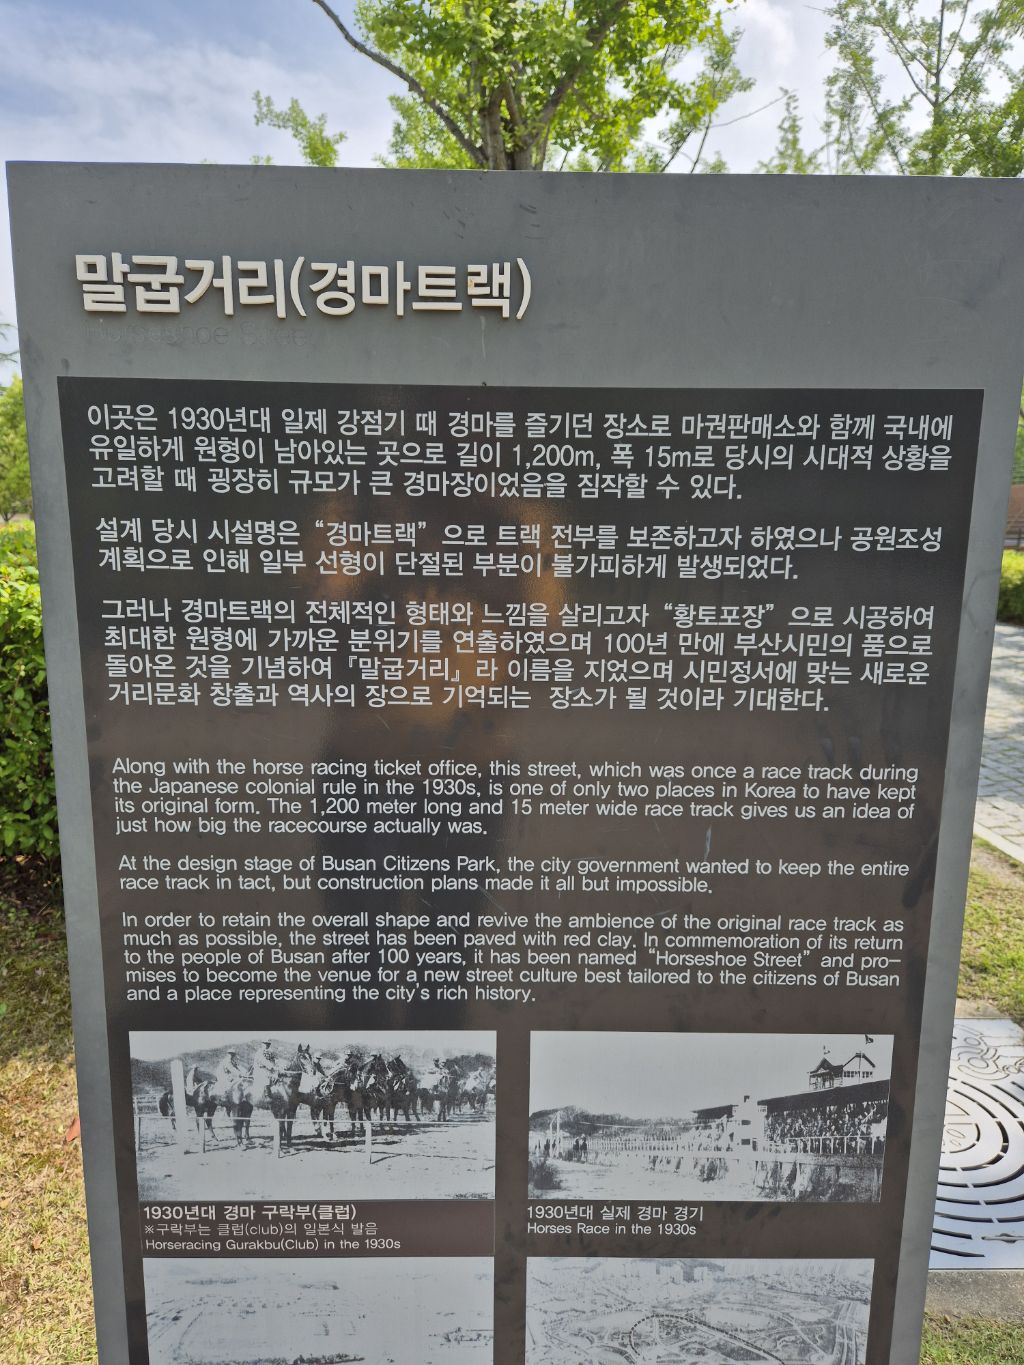 말굽거리(경마트랙)
Horseshoe Street
이곳은 1930년대 일제 강점기 때 경마를 즐기던 장소로 마권판매소와 함께 국내에
유일하게 원형이 남아있는 곳으로 길이 1,200m, 폭 15m로 당시의 시대적 상황을
고려할 때 굉장히 규모가 큰 경마장이었음을 짐작할 수 있다.
설계 당시 시설명은 “경마트랙” 으로 트랙 전부를 보존하고자 하였으나 공원조성
계획으로 인해 일부 선형이 단절된 부분이 불가피하게 발생되었다.
그러나 경마트랙의 전체적인 형태와 느낌을 살리고자 “황토포장” 으로 시공하여
최대한 원형에 가까운 분위기를 연출하였으며 100년 만에 부산시민의 품으로
돌아온 것을 기념하여 『말굽거리』 라 이름을 지었으며 시민정서에 맞는 새로운
거리문화 창출과 역사의 장으로 기억되는 장소가 될 것이라 기대한다.
Along with the horse racing ticket office, this street, which was once a race track during
the Japanese colonial rule in the 1930s, is one of only two places in Korea to have kept
its original form. The 1,200 meter long and 15 meter wide race track gives us an idea of
just how big the racecourse actually was.
At the design stage of Busan Citizens Park, the city government wanted to keep the entire
race track in tact, but construction plans made it all but impossible.
In order to retain the overall shape and revive the ambience of the original race track as
much as possible, the street has been paved with red clay. In commemoration of its return
to the people of Busan after 100 years, it has been named “Horseshoe Street” and pro-
mises to become the venue for a new street culture best tailored to the citizens of Busan
and a place representing the city's rich history.
1930년대 경마 구락부(클럽)
※구락부는 클럽(club)의 일본식 발음
Horseracing Gurakbu(Club) in the 1930s
1930년대 실제 경마 경기
Horses Race in the 1930s